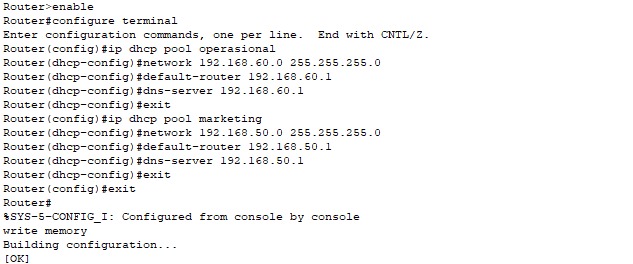 Router>enable
Router#configure terminal
Enter configuration commands, one per line.  End with CNTL/Z.
Router(config)#ip dhcp pool operasional
Router(dhcp-config)#network 192.168.60.0 255.255.255.0
Router(dhcp-config)#default-router 192.168.60.1
Router(dhcp-config)#dns-server 192.168.60.1
Router(dhcp-config)#exit
Router(config)#ip dhcp pool marketing
Router(dhcp-config)#network 192.168.50.0 255.255.255.0
Router(dhcp-config)#default-router 192.168.50.1
Router(dhcp-config)#dns-server 192.168.50.1
Router(dhcp-config)#exit
Router(config)#exit
Router#
%SYS-5-CONFIG_I: Configured from console by console
write memory
Building configuration...
[OK]